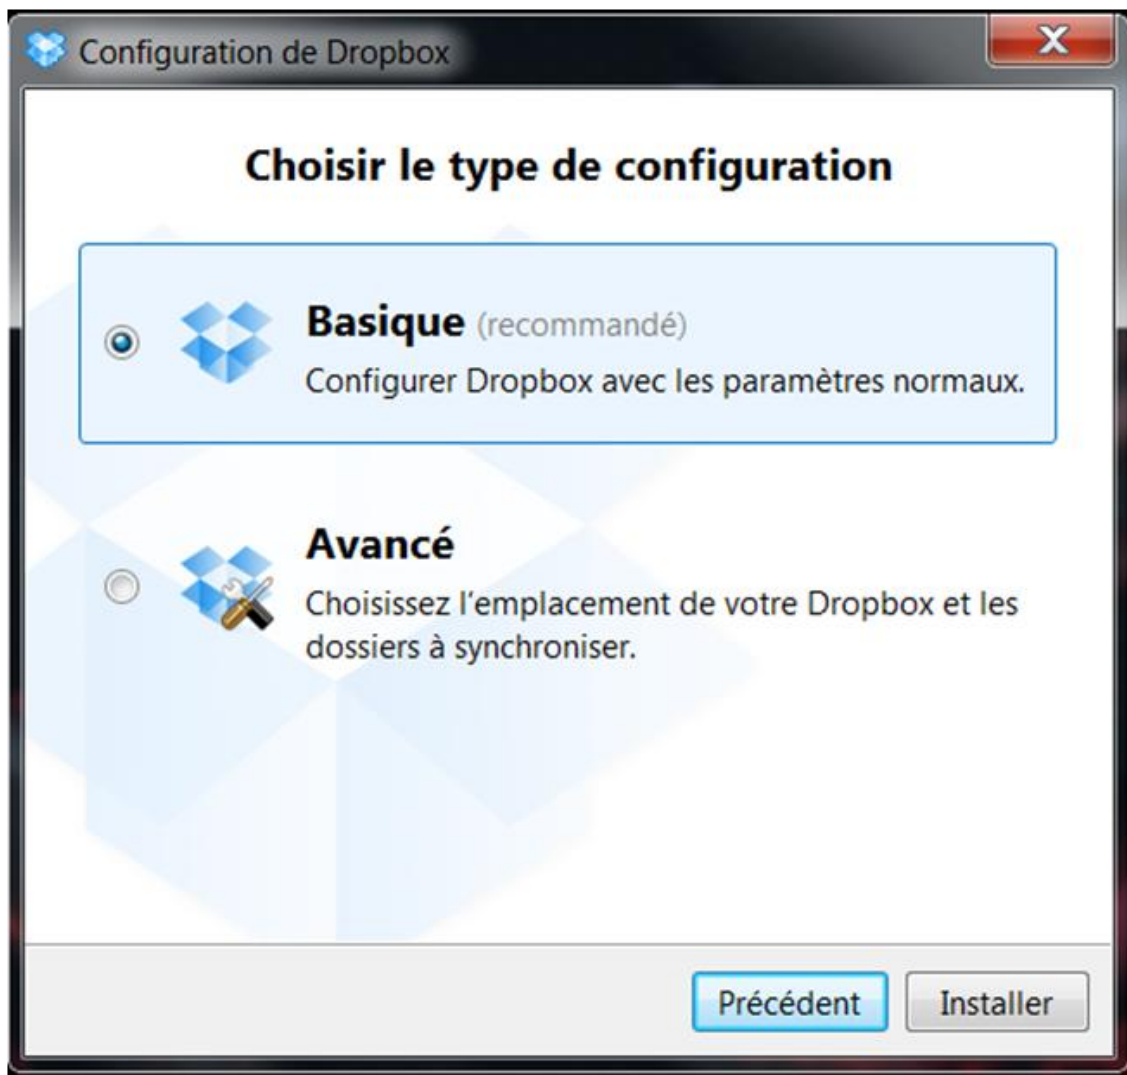 Configuration de Dropbox
Choisir le type de configuration
Basique (recommandé)
Configurer Dropbox avec les paramètres normaux.
Avancé
Choisissez l'emplacement de votre Dropbox et les
dossiers à synchroniser.
Précédent
Installer